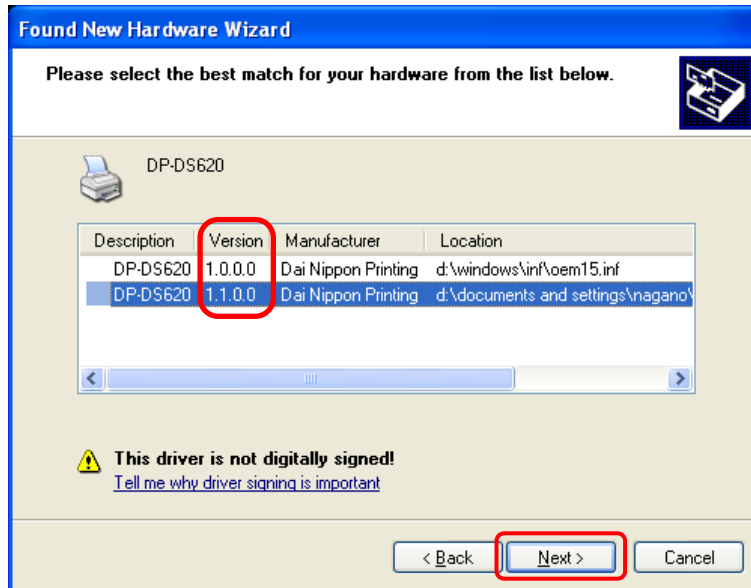 Found New Hardware Wizard
Please select the best match for your hardware from the list below.
DP-DS620
Description Version Manufacturer Location
DP-DS620 1.0.0.0 Dai Nippon Printing d:\windows\inf\oem15.inf
DP-DS620 1.1.0.0 Dai Nippon Printing d:\documents and settings\nagano\
This driver is not digitally signed!
Tell me why driver signing is important
< Back Next > Cancel